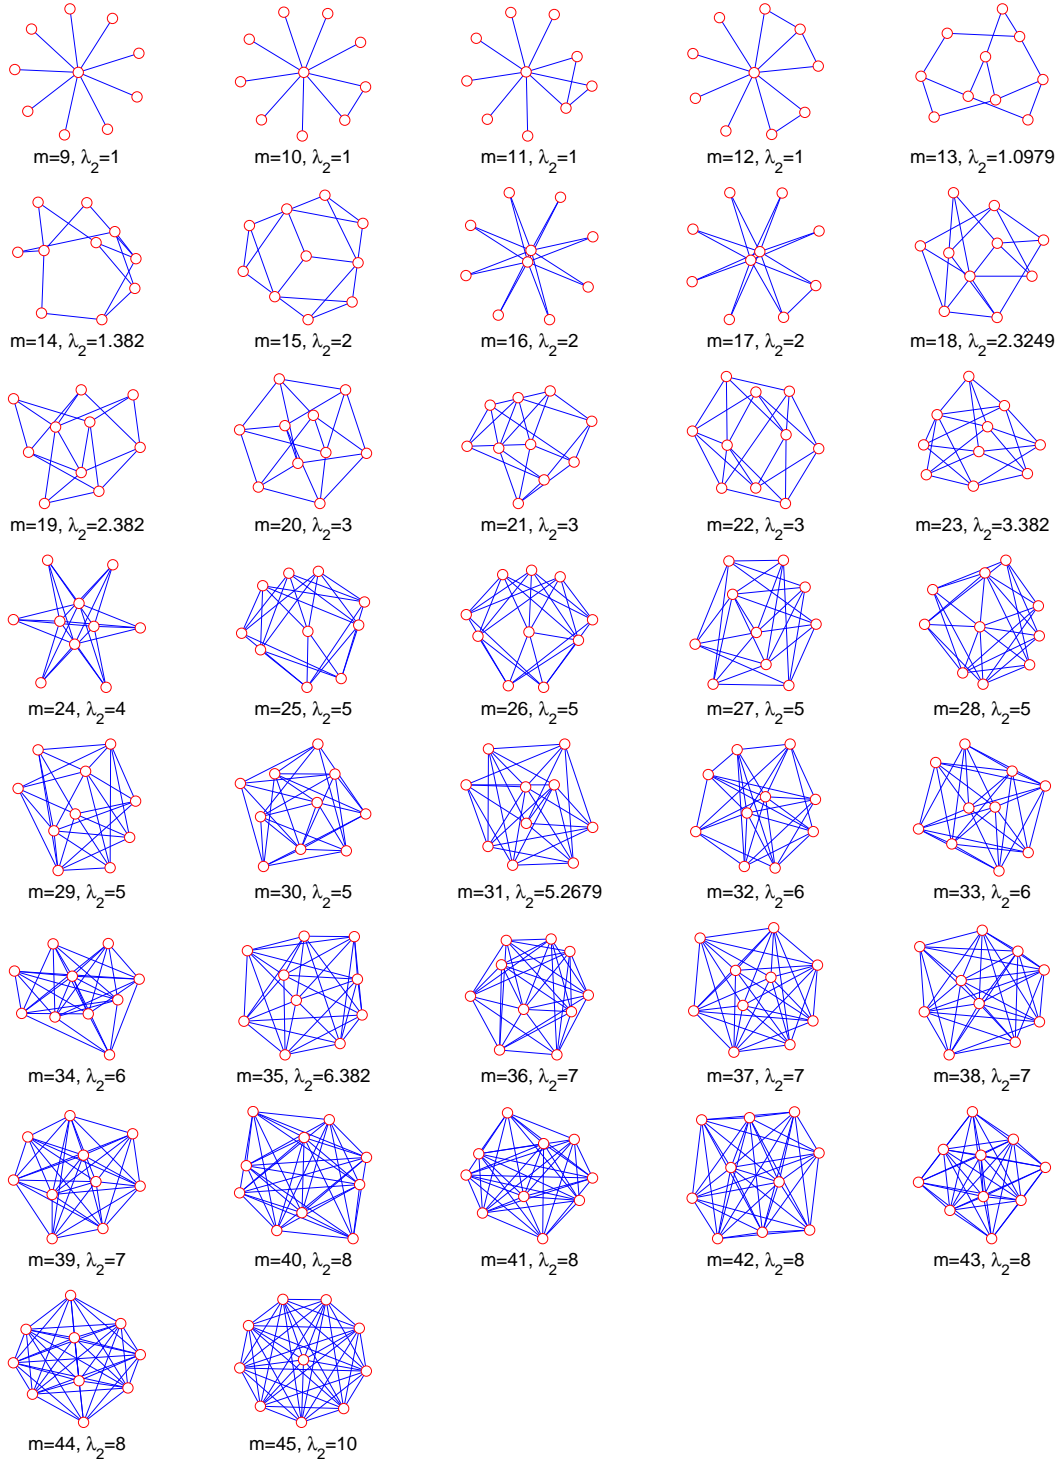 m=9, λ₂=1
m=10, λ₂=1
m=11, λ₂=1
m=12, λ₂=1
m=13, λ₂=1.0979
m=14, λ₂=1.382
m=15, λ₂=2
m=16, λ₂=2
m=17, λ₂=2
m=18, λ₂=2.3249
m=19, λ₂=2.382
m=20, λ₂=3
m=21, λ₂=3
m=22, λ₂=3
m=23, λ₂=3.382
m=24, λ₂=4
m=25, λ₂=5
m=26, λ₂=5
m=27, λ₂=5
m=28, λ₂=5
m=29, λ₂=5
m=30, λ₂=5
m=31, λ₂=5.2679
m=32, λ₂=6
m=33, λ₂=6
m=34, λ₂=6
m=35, λ₂=6.382
m=36, λ₂=7
m=37, λ₂=7
m=38, λ₂=7
m=39, λ₂=7
m=40, λ₂=8
m=41, λ₂=8
m=42, λ₂=8
m=43, λ₂=8
m=44, λ₂=8
m=45, λ₂=10